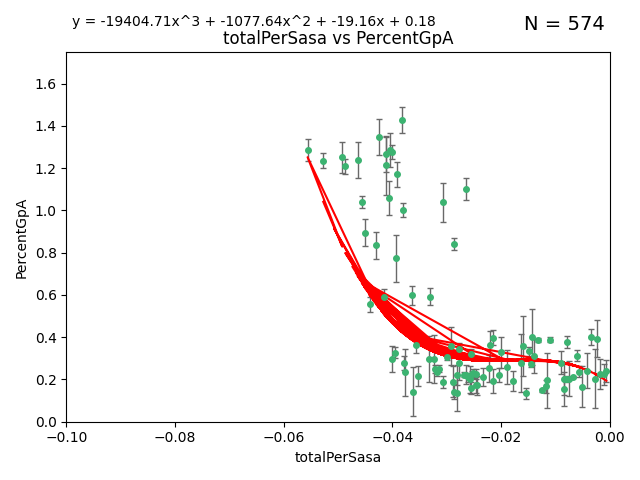 y = -19404.71x^3 + -1077.64x^2 + -19.16x + 0.18
N = 574
totalPerSasa vs PercentGpA
PercentGpA
1.6
1.4
1.2
1.0
0.8
0.6
0.4
0.2
0.0
−0.10 −0.08 −0.06 −0.04 −0.02 0.00
totalPerSasa